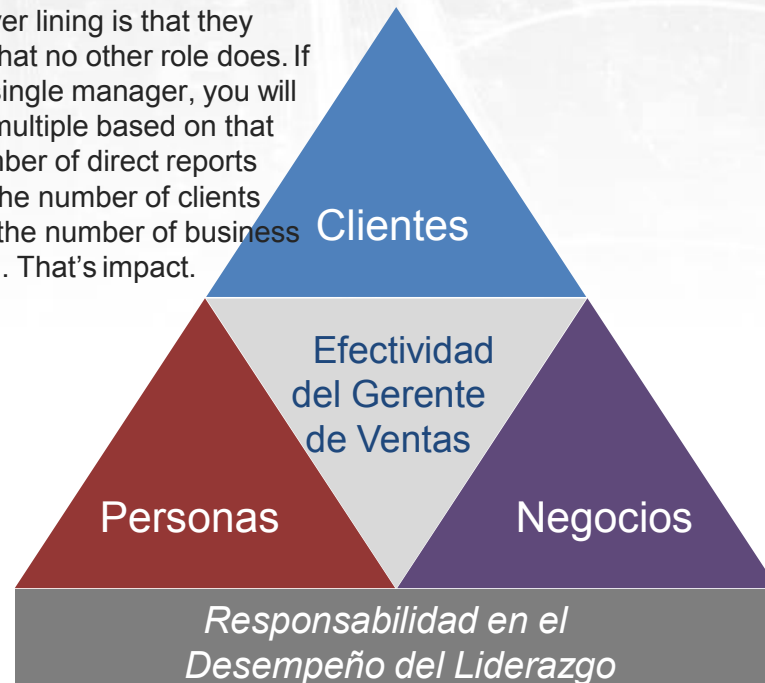 ver lining is that they
hat no other role does. If
single manager, you will
multiple based on that
ber of direct reports
he number of clients
the number of business
. That's impact.
Clientes
Efectividad
del Gerente
de Ventas
Personas
Negocios
Responsabilidad en el
Desempeño del Liderazgo